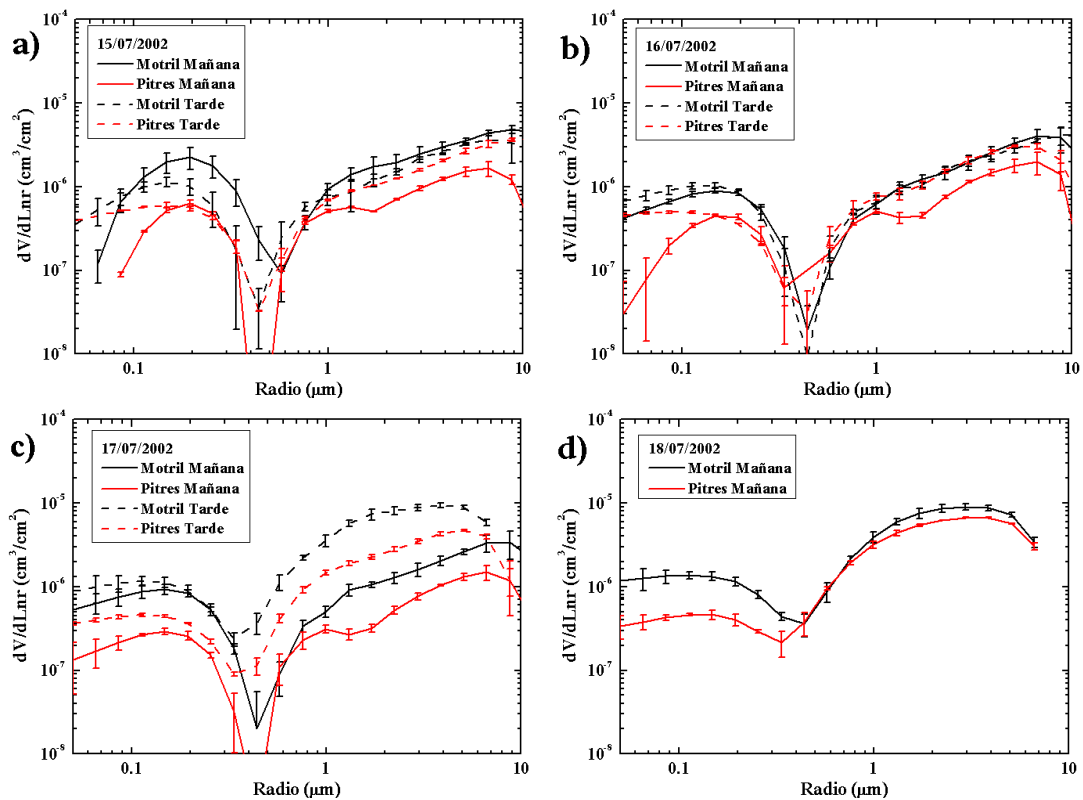 a)
10⁻⁴
10⁻⁵
10⁻⁶
10⁻⁷
10⁻⁸
dV/dLnr (cm³/cm²)
15/07/2002
Motril Mañana
Pitres Mañana
Motril Tarde
Pitres Tarde
0.1 1 10
Radio (µm)
b)
10⁻⁴
10⁻⁵
10⁻⁶
10⁻⁷
10⁻⁸
dV/dLnr (cm³/cm²)
16/07/2002
Motril Mañana
Pitres Mañana
Motril Tarde
Pitres Tarde
0.1 1 10
Radio (µm)
c)
10⁻⁴
10⁻⁵
10⁻⁶
10⁻⁷
10⁻⁸
dV/dLnr (cm³/cm²)
17/07/2002
Motril Mañana
Pitres Mañana
Motril Tarde
Pitres Tarde
0.1 1 10
Radio (µm)
d)
10⁻⁴
10⁻⁵
10⁻⁶
10⁻⁷
10⁻⁸
dV/dLnr (cm³/cm²)
18/07/2002
Motril Mañana
Pitres Mañana
0.1 1 10
Radio (µm)